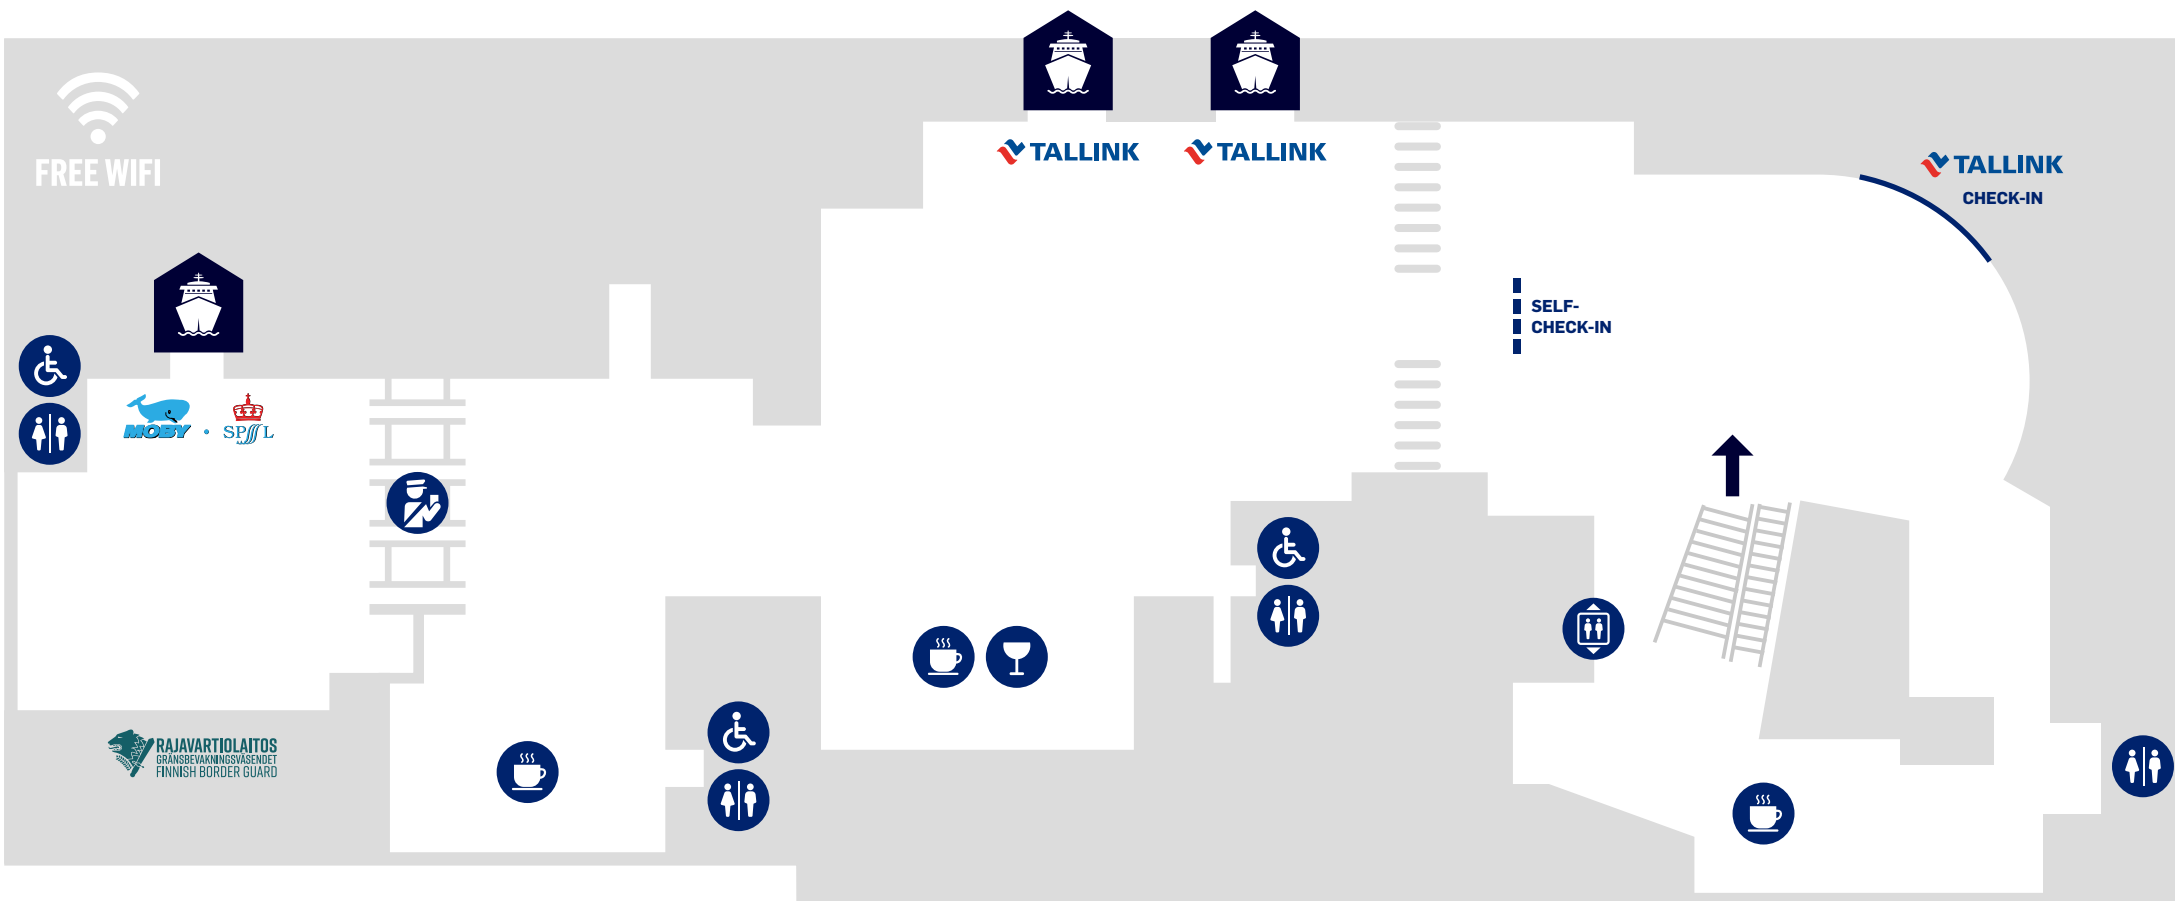 FREE WIFI
TALLINK
TALLINK
TALLINK
CHECK-IN
SELF-
CHECK-IN
MOBY • SPL
RAJAVARTIOLAITOS
GRÄNSBEVAKNINGSVÄSENDET
FINNISH BORDER GUARD